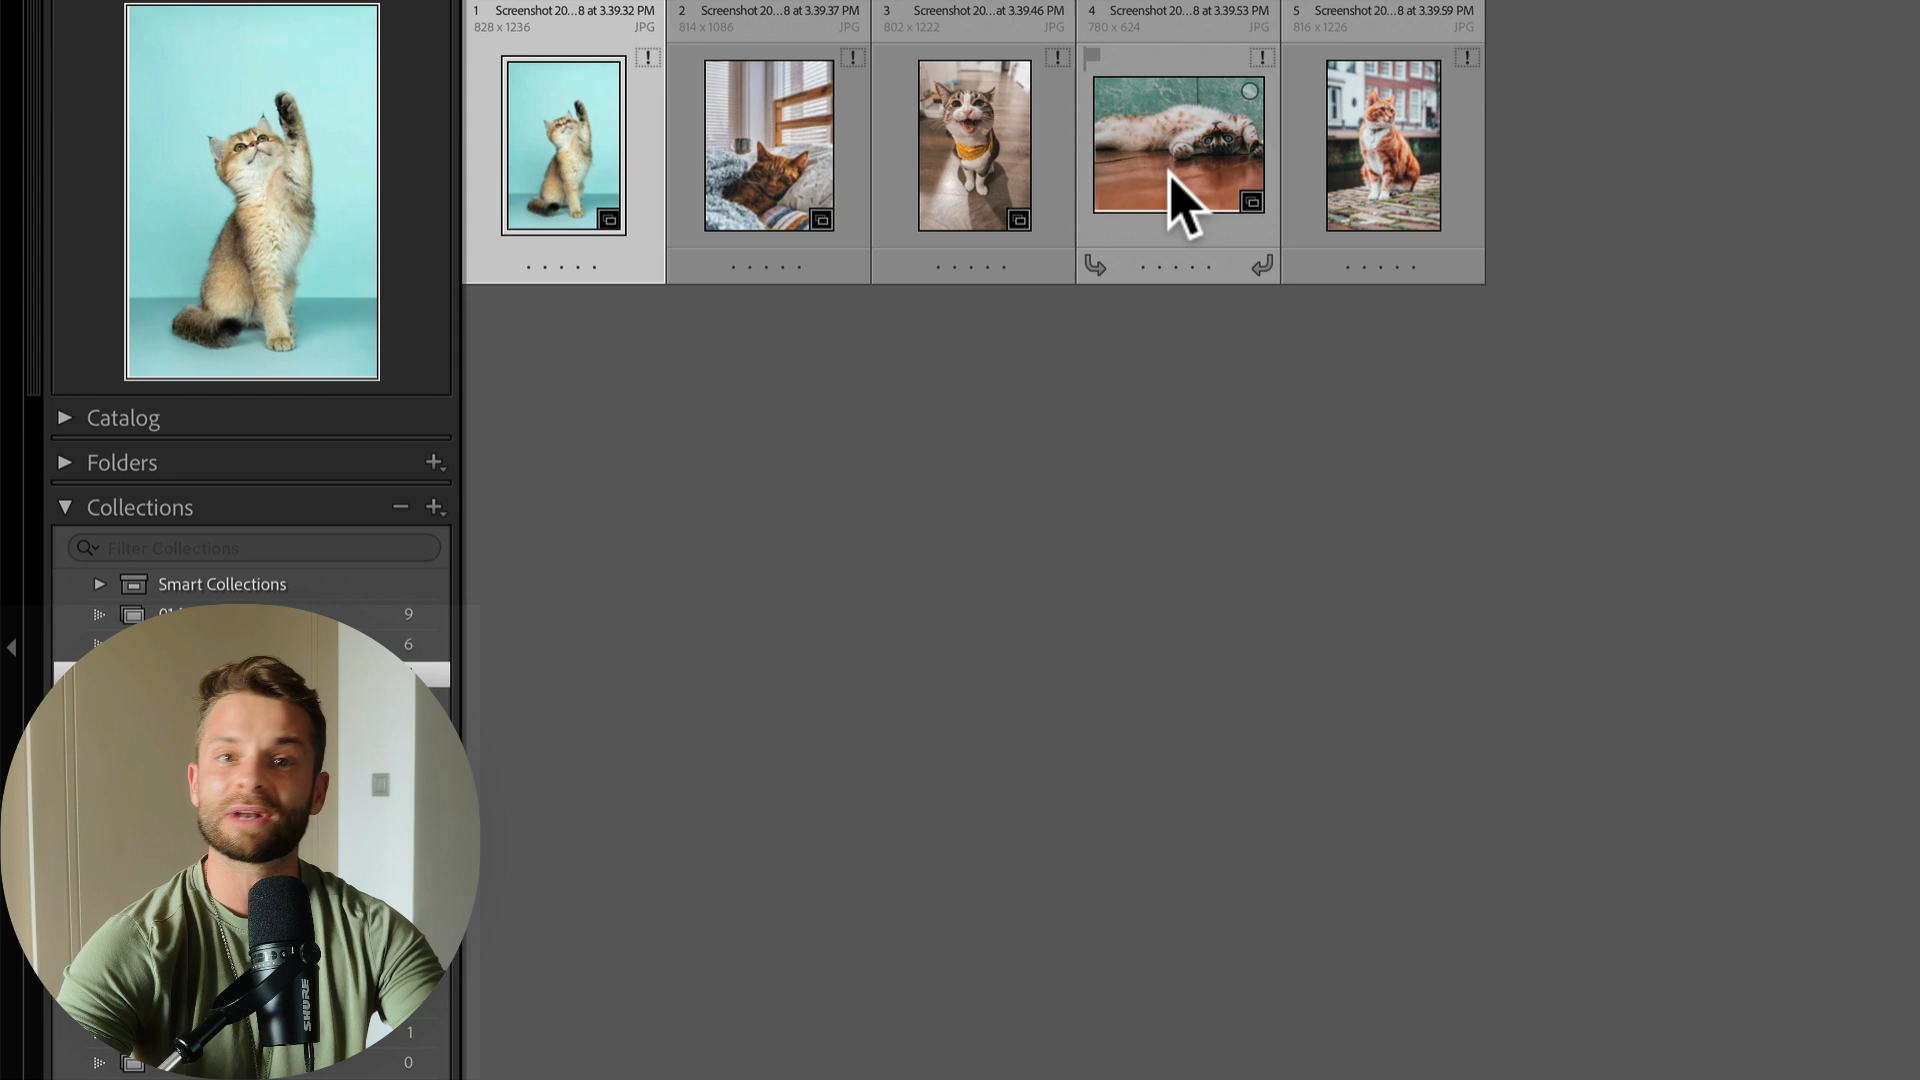 1 Screenshot 20...8 at 3.39.32 PM
828 x 1236 JPG
2 Screenshot 20...8 at 3.39.37 PM
814 x 1086 JPG
3 Screenshot 20...at 3.39.46 PM
802 x 1222 JPG
4 Screenshot 20...8 at 3.39.53 PM
780 x 624 JPG
5 Screenshot 20...8 at 3.39.59 PM
816 x 1226 JPG
Catalog
Folders
Collections
Filter Collections
Smart Collections
9
6
SHURE
1
0